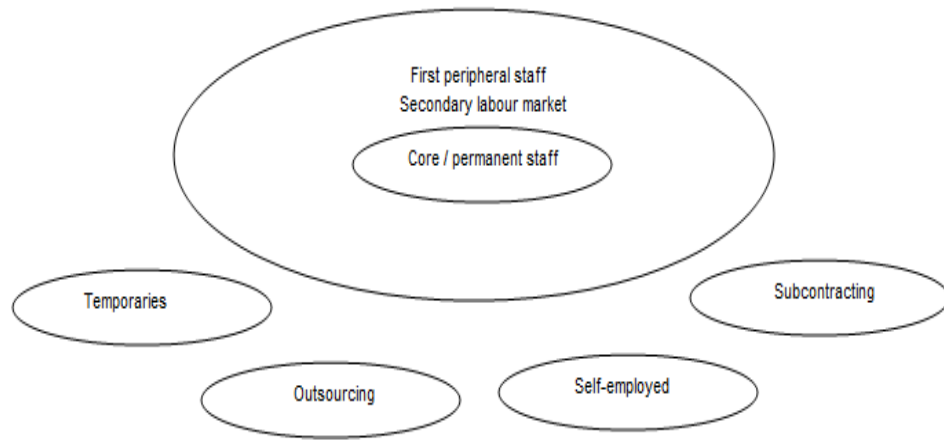 First peripheral staff
Secondary labour market
Core / permanent staff
Temporaries
Subcontracting
Outsourcing
Self-employed